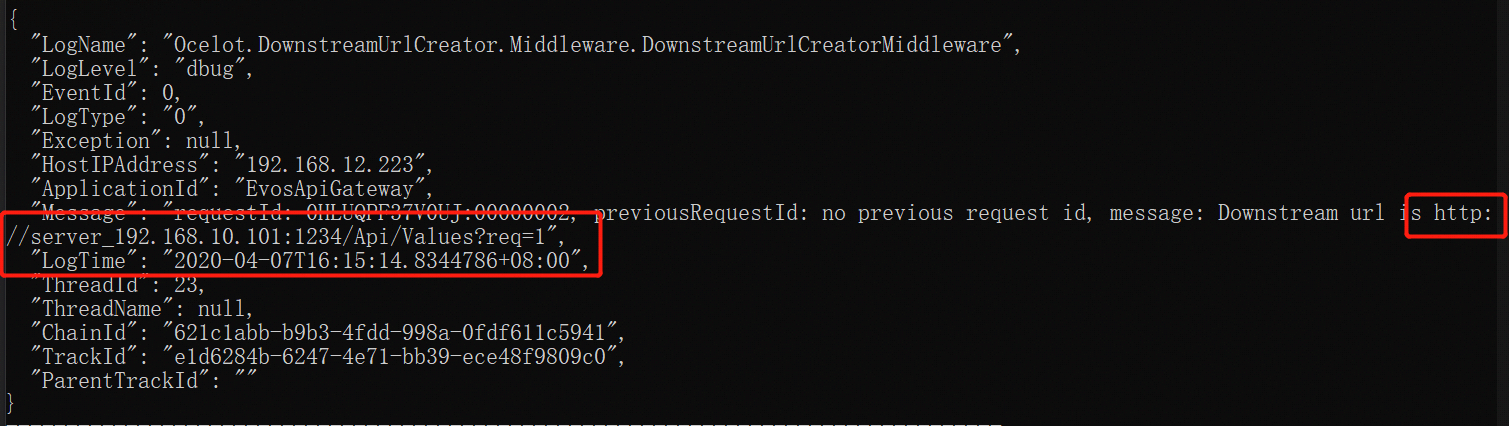 {
"LogName": "Ocelot.DownstreamUrlCreator.Middleware.DownstreamUrlCreatorMiddleware",
"LogLevel": "dbug",
"EventId": 0,
"LogType": "0",
"Exception": null,
"HostIPAddress": "192.168.12.223",
"ApplicationId": "EvosApiGateway",
"Message": "requestId: 0HLUQPF37V0UJ:00000002, previousRequestId: no previous request id, message: Downstream url is http:
//server_192.168.10.101:1234/Api/Values?req=1",
"LogTime": "2020-04-07T16:15:14.8344786+08:00",
"ThreadId": 23,
"ThreadName": null,
"ChainId": "621c1abb-b9b3-4fdd-998a-0fdf611c5941",
"TrackId": "e1d6284b-6247-4e71-bb39-ece48f9809c0",
"ParentTrackId": ""
}